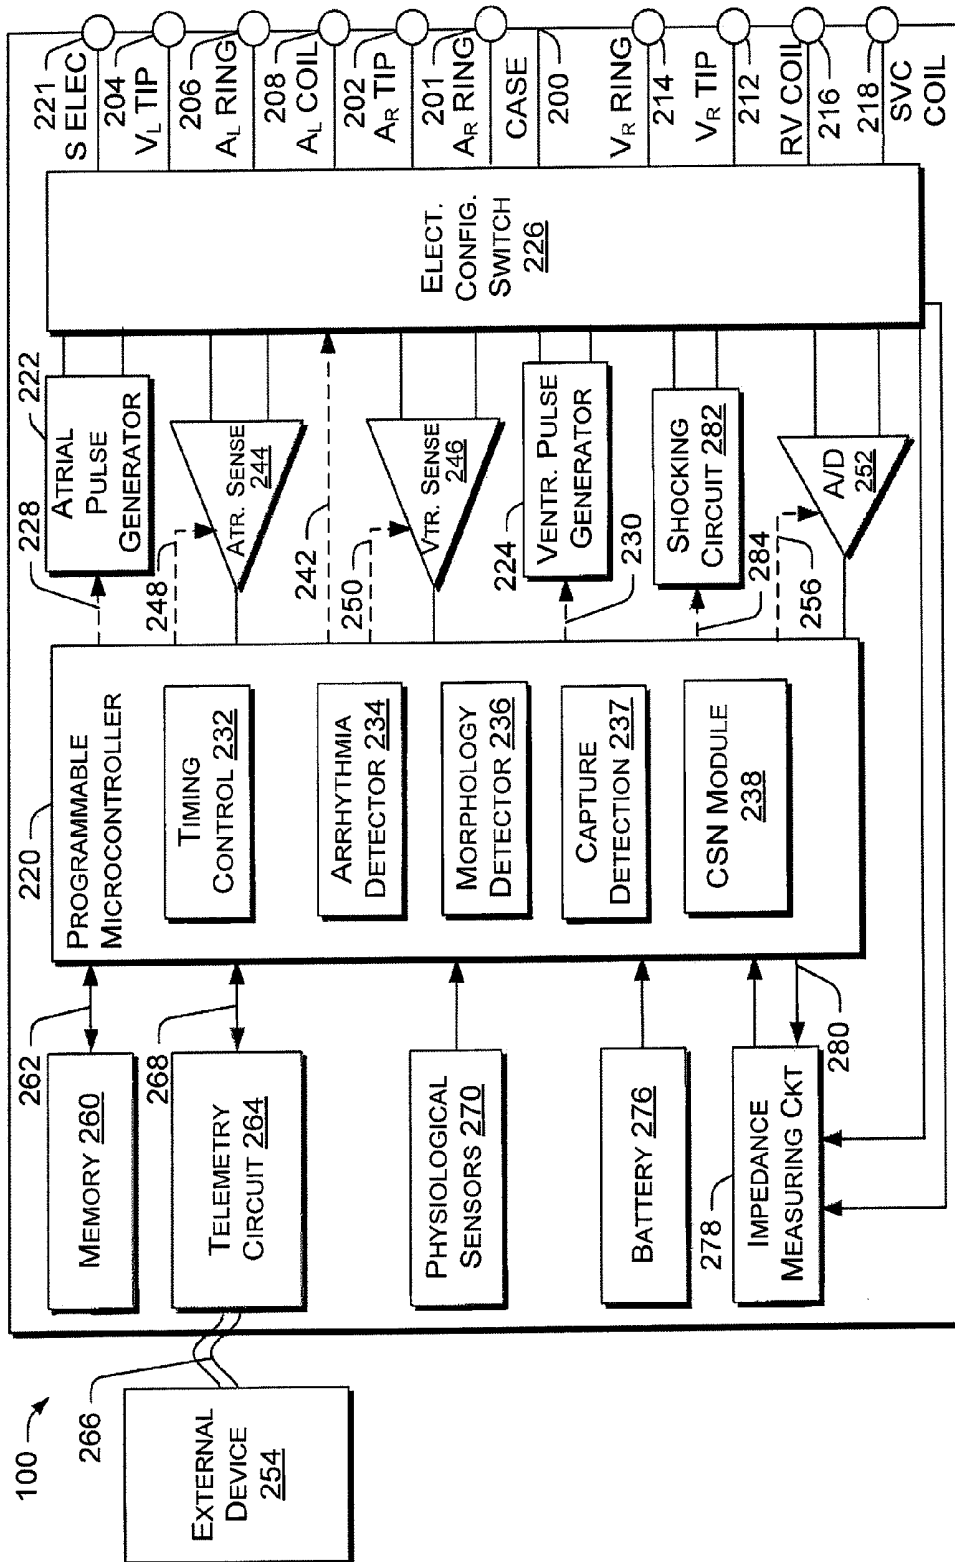 100
EXTERNAL
DEVICE
254
266
MEMORY 260
262
TELEMETRY
CIRCUIT 264
268
PHYSIOLOGICAL
SENSORS 270
BATTERY 276
278
IMPEDANCE
MEASURING CKT
280
220
PROGRAMMABLE
MICROCONTROLLER
TIMING
CONTROL 232
ARRHYTHMIA
DETECTOR 234
MORPHOLOGY
DETECTOR 236
CAPTURE
DETECTION 237
CSN MODULE
238
228
222
ATRIAL
PULSE
GENERATOR
248
ATR. SENSE
244
242
250
VTR. SENSE
246
224
VENTR. PULSE
GENERATOR
230
SHOCKING
CIRCUIT 282
284
256
A/D
252
ELECT.
CONFIG.
SWITCH
226
221
S ELEC
204
VL TIP
206
AL RING
208
AL COIL
202
AR TIP
201
AR RING
CASE
200
VR RING
214
VR TIP
212
RV COIL
216
218
SVC
COIL